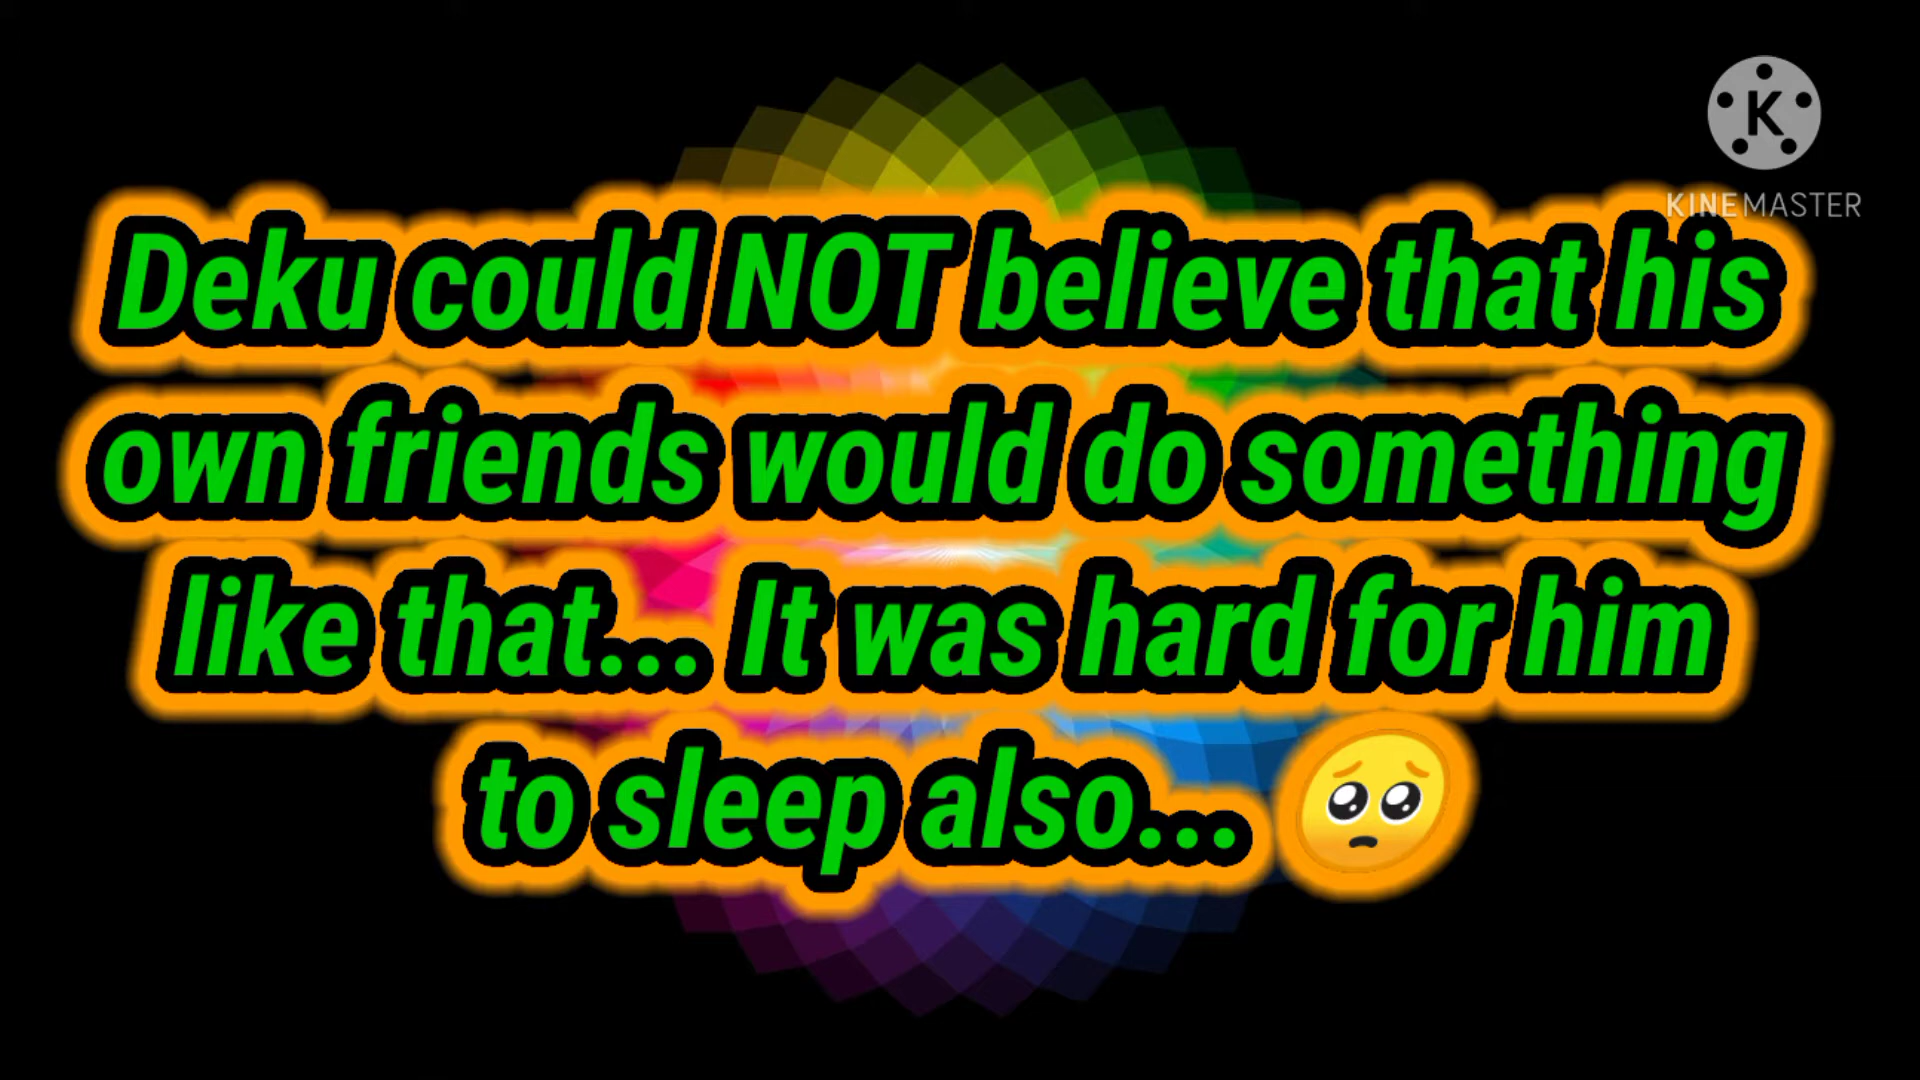 K
KINEMASTER
Deku could NOT believe that his
own friends would do something
like that... It was hard for him
to sleep also... 🥺